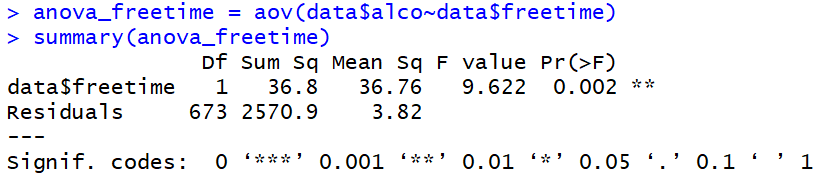 > anova_freetime = aov(data$alco~data$freetime)
> summary(anova_freetime)
Df Sum Sq Mean Sq F value Pr(>F)
data$freetime 1 36.8 36.76 9.622 0.002 **
Residuals 673 2570.9 3.82
---
Signif. codes: 0 ‘***’ 0.001 ‘**’ 0.01 ‘*’ 0.05 ‘.’ 0.1 ‘ ’ 1